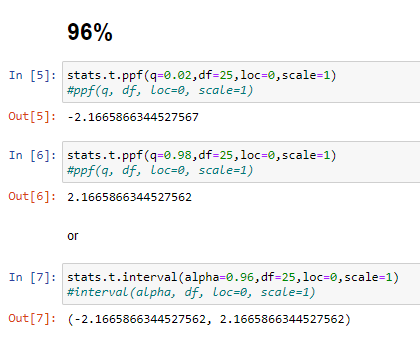 96%
In [5]: stats.t.ppf(q=0.02,df=25,loc=0,scale=1)
#ppf(q, df, loc=0, scale=1)
Out[5]: -2.1665866344527567
In [6]: stats.t.ppf(q=0.98,df=25,loc=0,scale=1)
#ppf(q, df, loc=0, scale=1)
Out[6]: 2.1665866344527562
or
In [7]: stats.t.interval(alpha=0.96,df=25,loc=0,scale=1)
#interval(alpha, df, loc=0, scale=1)
Out[7]: (-2.1665866344527562, 2.1665866344527562)